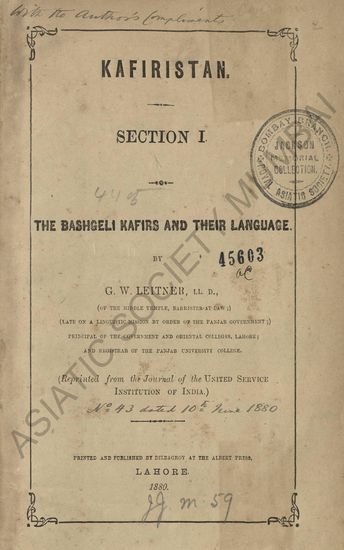 With the Author's Compliments
KAFIRISTAN.
SECTION I.
BOMBAY BRANCH
JACKSON
MEMORIAL
COLLECTION.
ROYAL ASIATIC SOCIETY
THE BASHGELI KAFIRS AND THEIR LANGUAGE.
BY
45603
G. W. LEITNER, LL. D.,
(OF THE MIDDLE TEMPLE, BARRISTER-AT-LAW;)
(LATE ON A LINGUISTIC MISSION BY ORDER OF THE PANJAB GOVERNMENT;)
PRINCIPAL OF THE GOVERNMENT AND ORIENTAL COLLEGES, LAHORE;
AND REGISTRAR OF THE PANJAB UNIVERSITY COLLEGE.
(Reprinted from the Journal of the UNITED SERVICE
INSTITUTION OF INDIA.)
No. 43 dated 10th June 1880
PRINTED AND PUBLISHED BY DILBAGROY AT THE ALBERT PRESS,
LAHORE.
1880.
ASIATIC SOCIETY MUMBAI